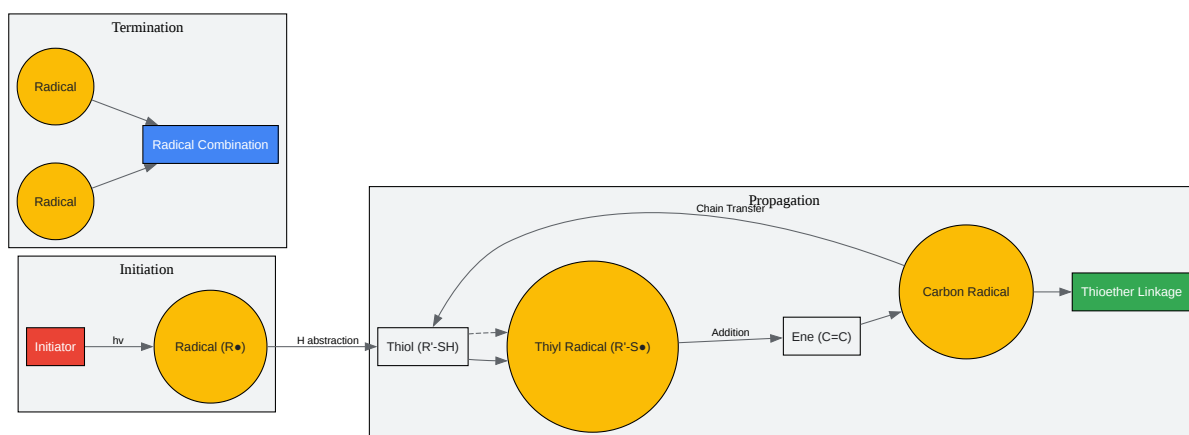 Termination
Radical
Radical Combination
Radical
Initiation
Initiator
hv
Radical (R●)
H abstraction
Propagation
Chain Transfer
Thiol (R'-SH)
Thiyl Radical (R'-S●)
Addition
Ene (C=C)
Carbon Radical
Thioether Linkage